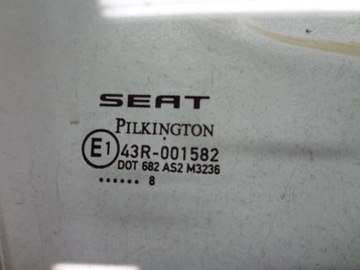 SEAT
PILKINGTON
E1 43R-001582
DOT 682 AS2 M3236
...... 8